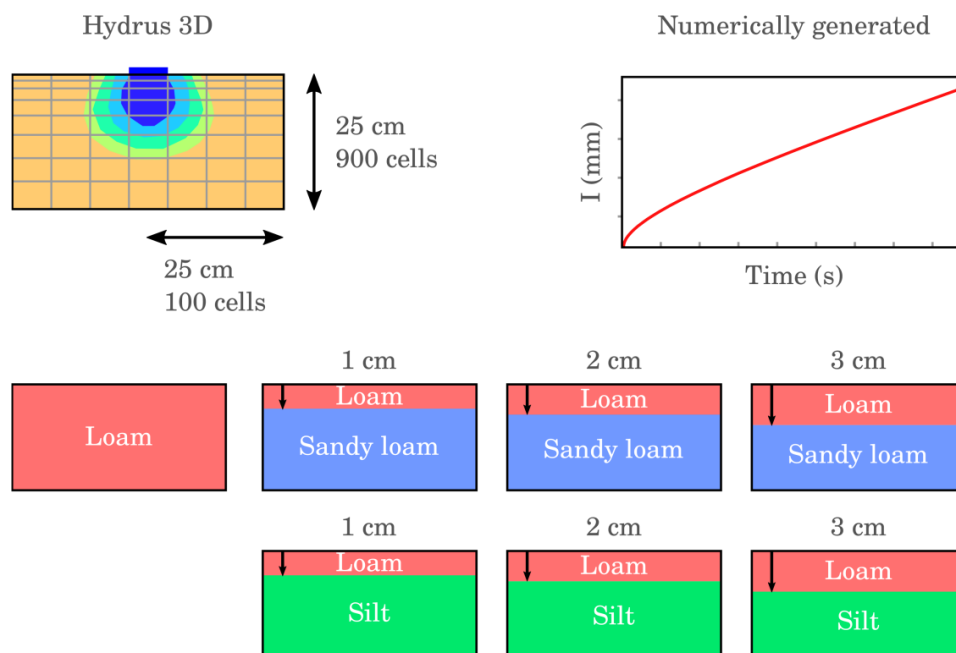 Hydrus 3D
Numerically generated
25 cm
900 cells
25 cm
100 cells
I (mm)
Time (s)
1 cm
2 cm
3 cm
Loam
Loam
Loam
Loam
Sandy loam
Sandy loam
Sandy loam
1 cm
2 cm
3 cm
Loam
Loam
Loam
Silt
Silt
Silt